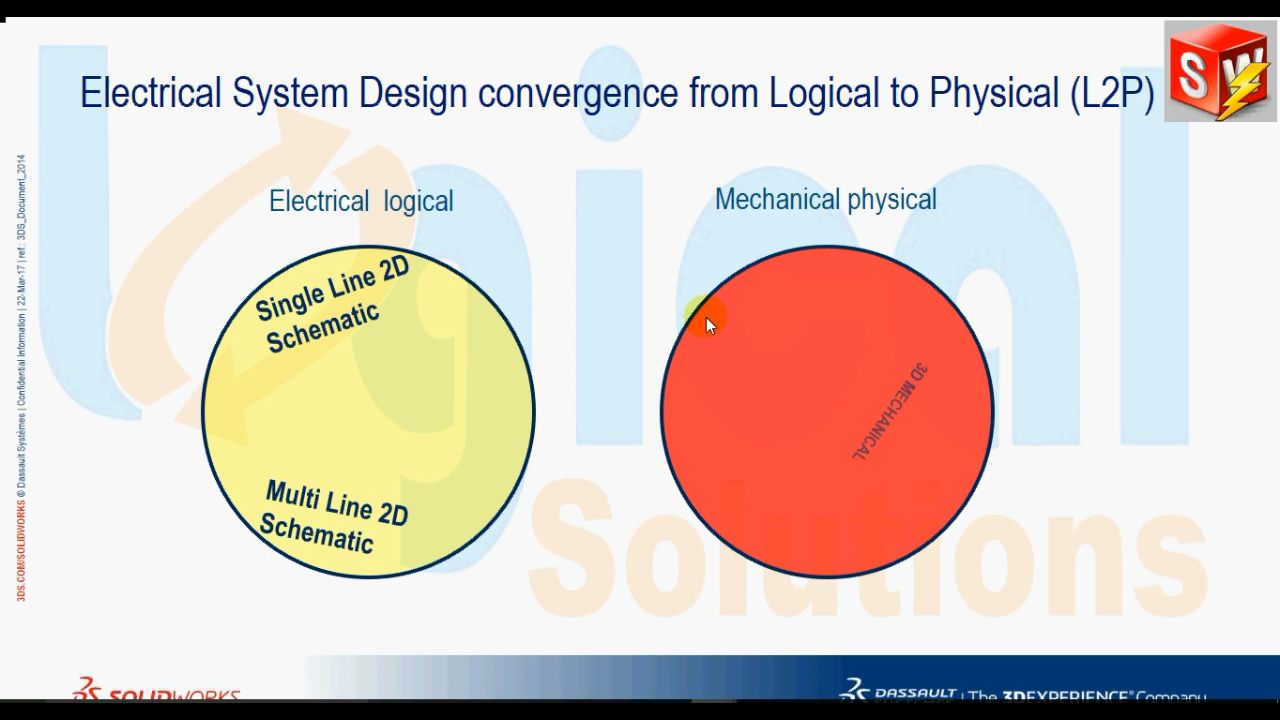 Electrical System Design convergence from Logical to Physical (L2P)
SW
Electrical logical
Mechanical physical
Single Line 2D
Schematic
Multi Line 2D
Schematic
3D MECHANICAL
3DS.COM/SOLIDWORKS © Dassault Systèmes | Confidential Information | 22-Mar-17 | ref.: 3DS_Document_2014
Logical
Solutions
SOLIDWORKS
DASSAULT | The 3DEXPERIENCE® Company